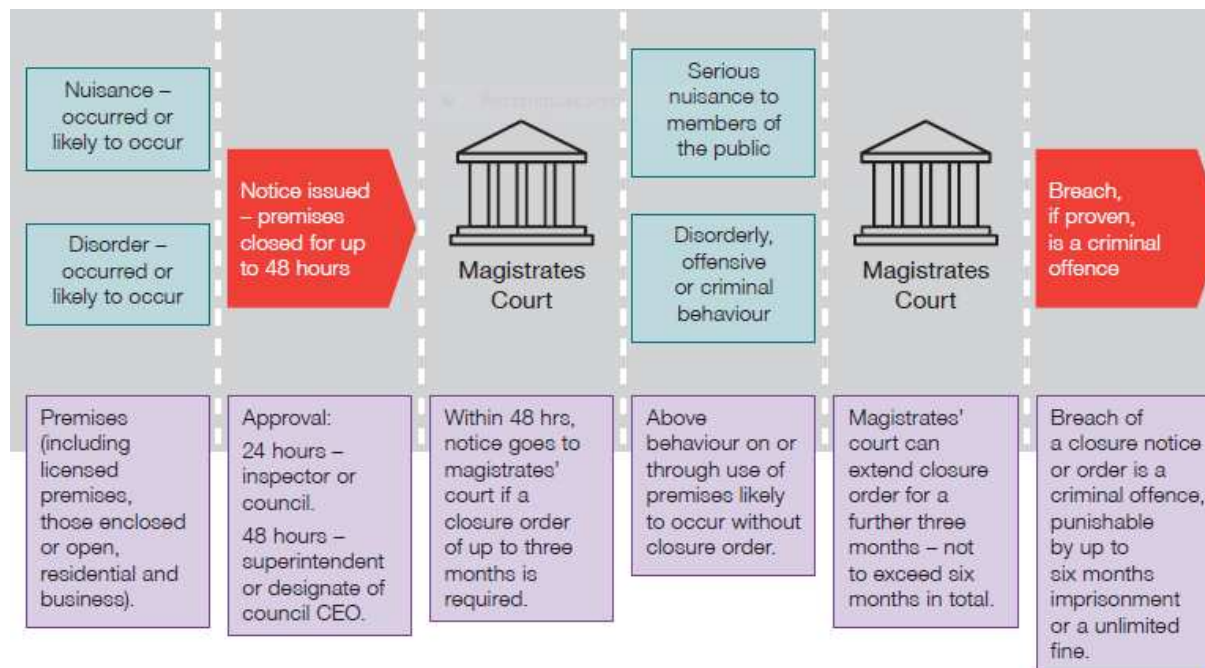 Nuisance –
occurred or
likely to occur
Disorder –
occurred or
likely to occur
Notice issued
– premises
closed for up
to 48 hours
Magistrates
Court
Serious
nuisance to
members of
the public
Disorderly,
offensive
or criminal
behaviour
Magistrates
Court
Breach,
if proven,
is a criminal
offence
Premises
(including
licensed
premises,
those enclosed
or open,
residential and
business).
Approval:
24 hours –
inspector or
council.
48 hours –
superintendent
or designate of
council CEO.
Within 48 hrs,
notice goes to
magistrates'
court if a
closure order
of up to three
months is
required.
Above
behaviour on or
through use of
premises likely
to occur without
closure order.
Magistrates'
court can
extend closure
order for a
further three
months – not
to exceed six
months in total.
Breach of
a closure notice
or order is a
criminal offence,
punishable
by up to
six months
imprisonment
or a unlimited
fine.